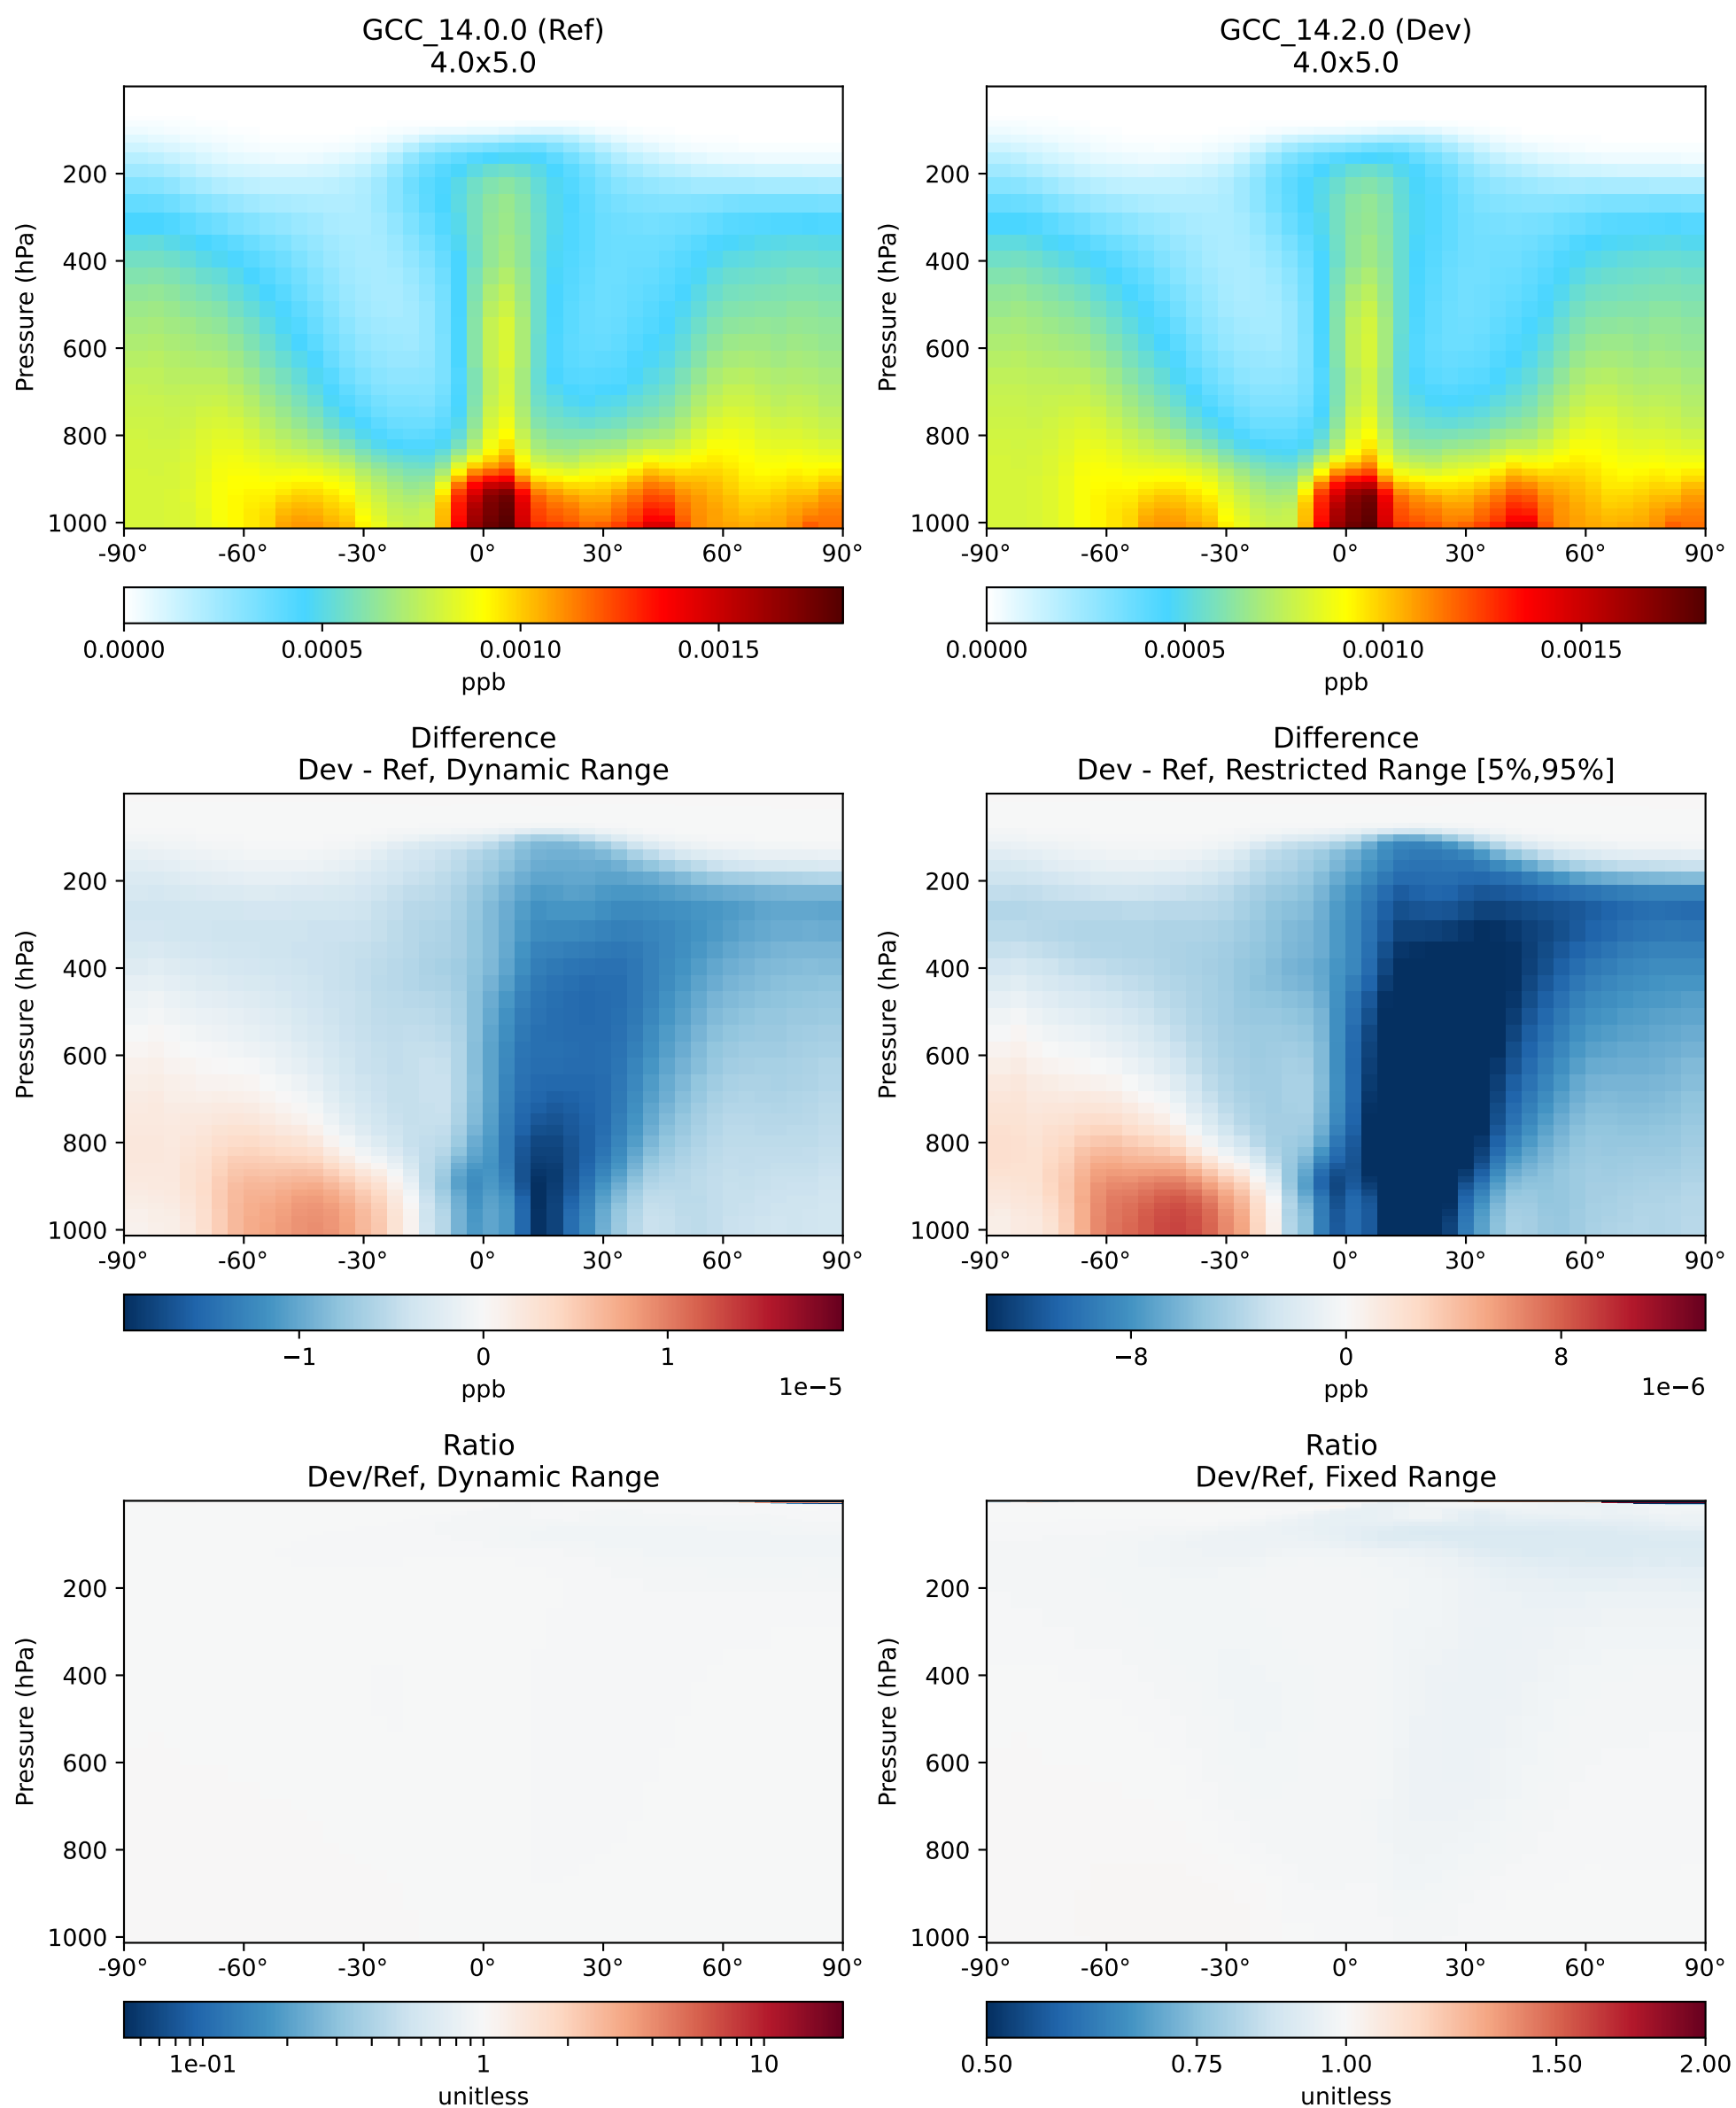 GCC_14.0.0 (Ref)
4.0x5.0
Pressure (hPa)
200
400
600
800
1000
-90° -60° -30° 0° 30° 60° 90°
0.0000 0.0005 0.0010 0.0015
ppb
GCC_14.2.0 (Dev)
4.0x5.0
Pressure (hPa)
200
400
600
800
1000
-90° -60° -30° 0° 30° 60° 90°
0.0000 0.0005 0.0010 0.0015
ppb
Difference
Dev - Ref, Dynamic Range
Pressure (hPa)
200
400
600
800
1000
-90° -60° -30° 0° 30° 60° 90°
−1 0 1
ppb
1e−5
Difference
Dev - Ref, Restricted Range [5%,95%]
Pressure (hPa)
200
400
600
800
1000
-90° -60° -30° 0° 30° 60° 90°
−8 0 8
ppb
1e−6
Ratio
Dev/Ref, Dynamic Range
Pressure (hPa)
200
400
600
800
1000
-90° -60° -30° 0° 30° 60° 90°
1e-01 1 10
unitless
Ratio
Dev/Ref, Fixed Range
Pressure (hPa)
200
400
600
800
1000
-90° -60° -30° 0° 30° 60° 90°
0.50 0.75 1.00 1.50 2.00
unitless